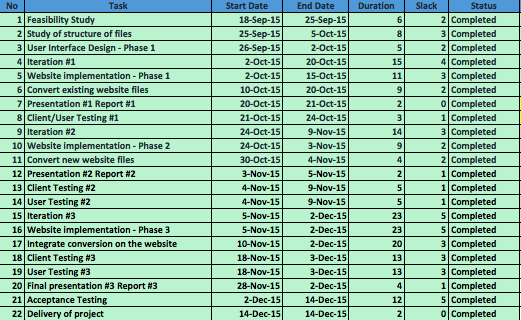 No Task Start Date End Date Duration Slack Status
1 Feasibility Study 18-Sep-15 25-Sep-15 6 2 Completed
2 Study of structure of files 25-Sep-15 5-Oct-15 8 3 Completed
3 User Interface Design - Phase 1 26-Sep-15 2-Oct-15 5 2 Completed
4 Iteration #1 2-Oct-15 20-Oct-15 15 4 Completed
5 Website implementation - Phase 1 2-Oct-15 15-Oct-15 11 3 Completed
6 Convert existing website files 10-Oct-15 20-Oct-15 9 2 Completed
7 Presentation #1 Report #1 20-Oct-15 21-Oct-15 2 0 Completed
8 Client/User Testing #1 21-Oct-15 24-Oct-15 3 1 Completed
9 Iteration #2 24-Oct-15 9-Nov-15 14 3 Completed
10 Website implementation - Phase 2 24-Oct-15 3-Nov-15 9 2 Completed
11 Convert new website files 30-Oct-15 4-Nov-15 4 2 Completed
12 Presentation #2 Report #2 3-Nov-15 5-Nov-15 2 1 Completed
13 Client Testing #2 4-Nov-15 9-Nov-15 5 1 Completed
14 User Testing #2 4-Nov-15 9-Nov-15 5 1 Completed
15 Iteration #3 5-Nov-15 2-Dec-15 23 5 Completed
16 Website implementation - Phase 3 5-Nov-15 2-Dec-15 23 5 Completed
17 Integrate conversion on the website 10-Nov-15 2-Dec-15 20 3 Completed
18 Client Testing #3 18-Nov-15 3-Dec-15 13 3 Completed
19 User Testing #3 18-Nov-15 2-Dec-15 13 3 Completed
20 Final presentation #3 Report #3 28-Nov-15 2-Dec-15 4 1 Completed
21 Acceptance Testing 2-Dec-15 14-Dec-15 12 5 Completed
22 Delivery of project 14-Dec-15 14-Dec-15 2 0 Completed